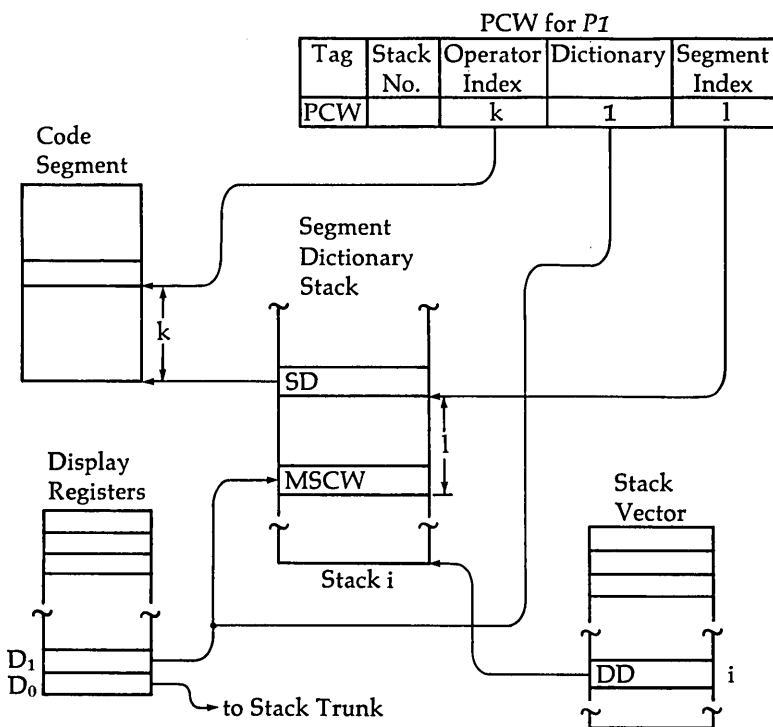 PCW for P1
Tag Stack No. Operator Index Dictionary Segment Index
PCW k 1 l
Code
Segment
Segment
Dictionary
Stack
k
SD
l
MSCW
Display
Registers
Stack
Vector
Stack i
D₁
D₀
DD i
to Stack Trunk